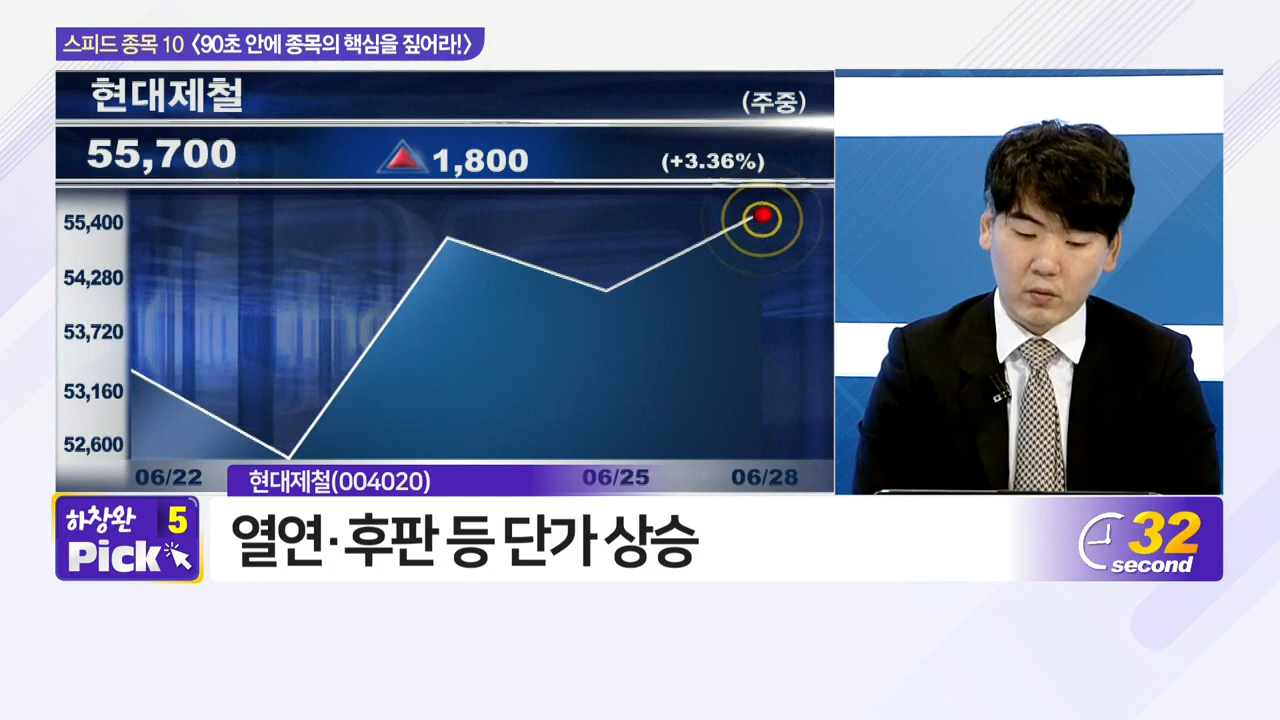 스피드 종목 10 〈90초 안에 종목의 핵심을 짚어라!〉
현대제철
(주중)
55,700
1,800
(+3.36%)
55,400
54,280
53,720
53,160
52,600
06/22
06/25
06/28
현대제철(004020)
하창완 5
Pick
열연·후판 등 단가 상승
32
second